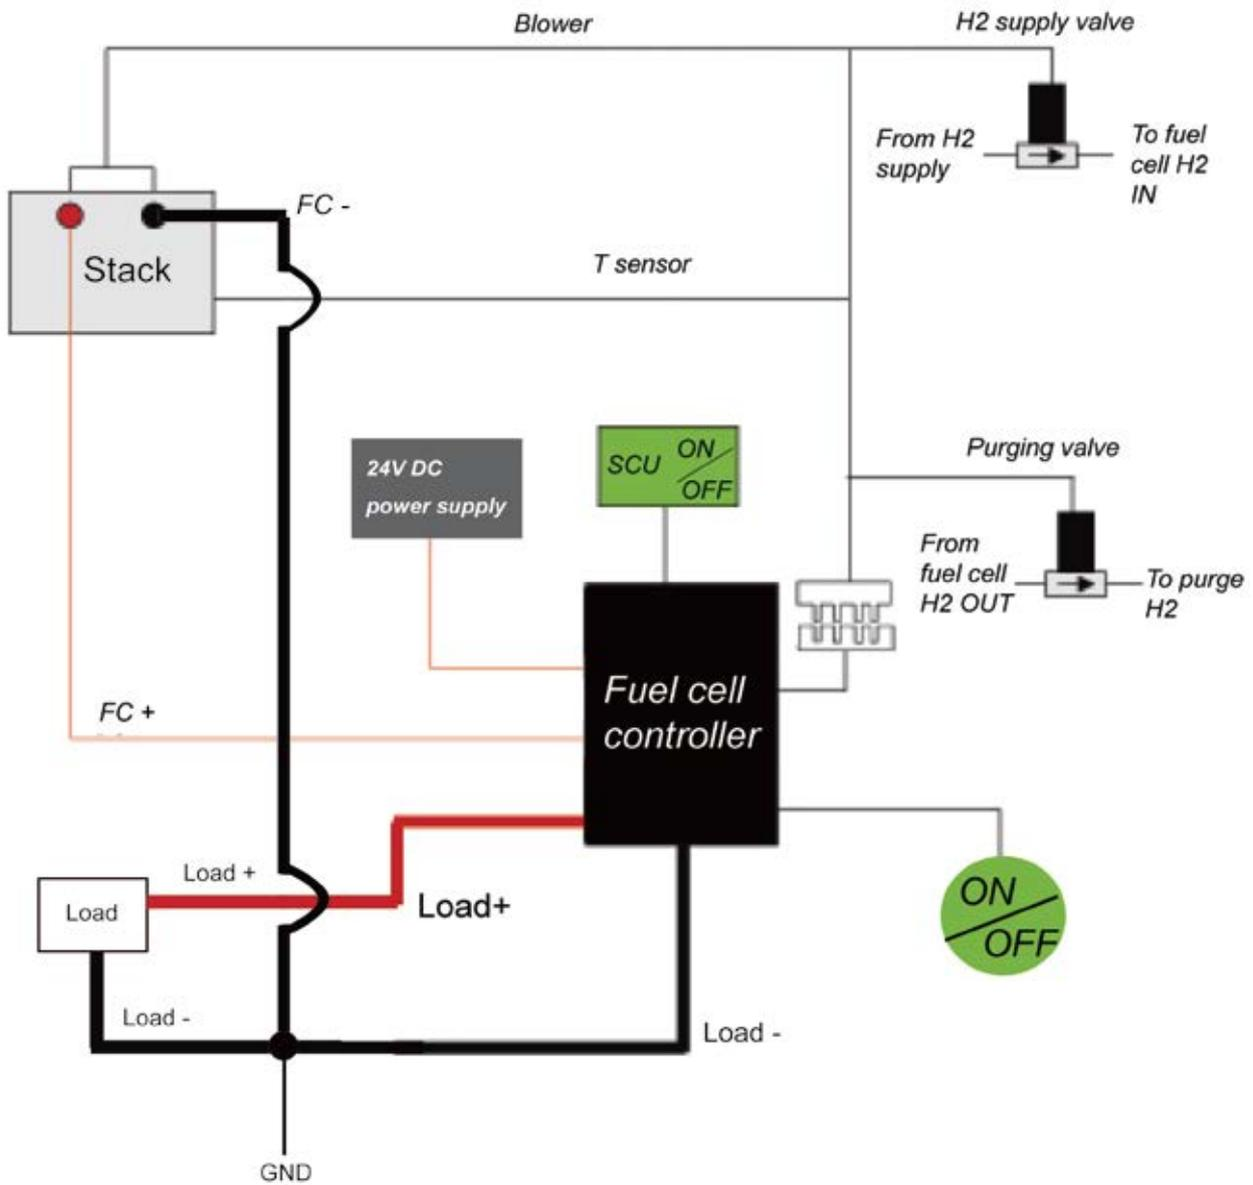 Blower
H2 supply valve
From H2
supply
To fuel
cell H2
IN
FC -
Stack
T sensor
24V DC
power supply
SCU
ON
OFF
Purging valve
From
fuel cell
H2 OUT
To purge
H2
Fuel cell
controller
FC +
Load +
Load
Load+
ON
OFF
Load -
Load -
GND